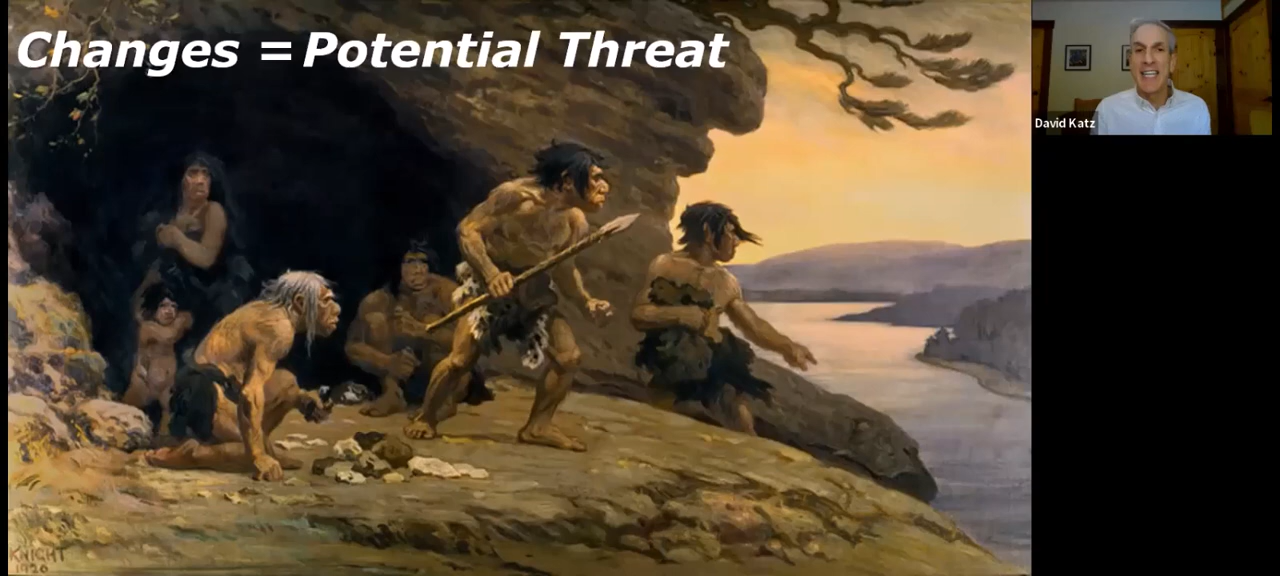 Changes = Potential Threat
David Katz
KNIGHT
1920